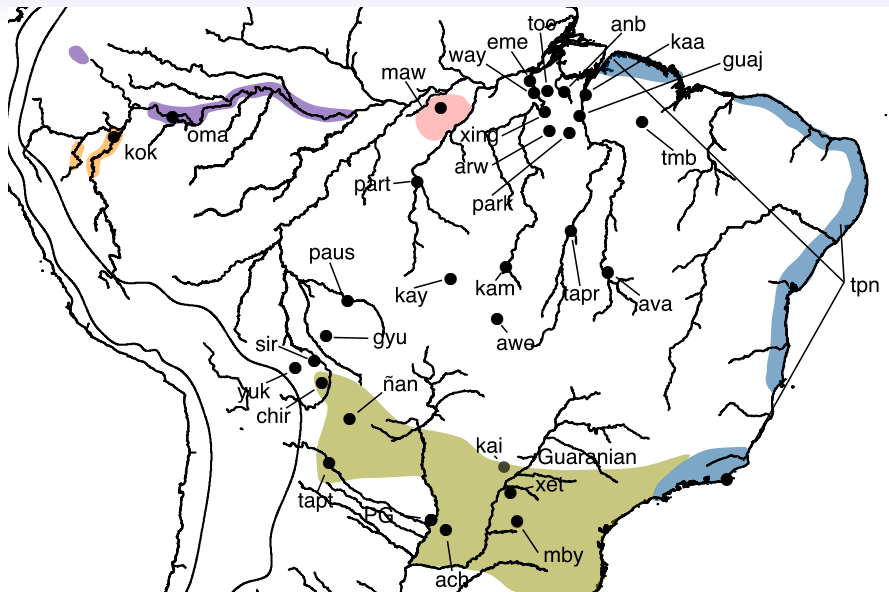 toc
anb
eme
kaa
way
guaj
maw
xing
oma
kok
arw
tmb
part
park
paus
tpn
kay
kam
tapr
ava
sir
gyu
awe
yuk
ñan
chir
kai
Guaranian
xet
tapt
PG
mby
ach